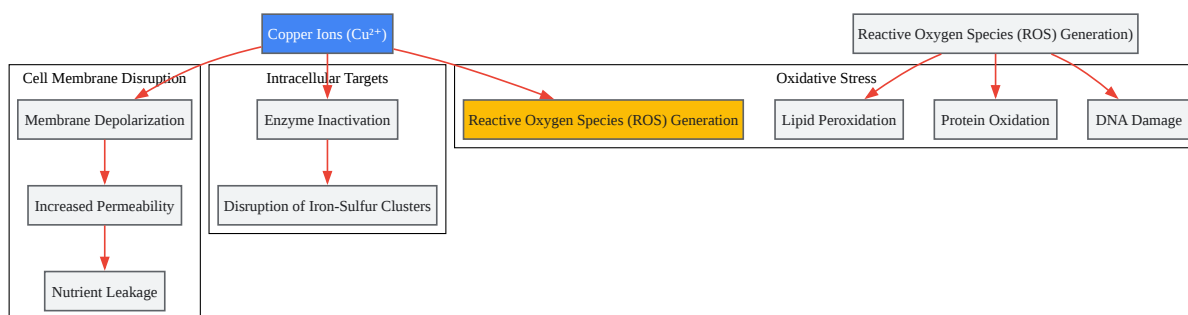 Copper Ions (Cu²⁺)
Reactive Oxygen Species (ROS) Generation)
Cell Membrane Disruption
Intracellular Targets
Oxidative Stress
Membrane Depolarization
Enzyme Inactivation
Reactive Oxygen Species (ROS) Generation
Lipid Peroxidation
Protein Oxidation
DNA Damage
Increased Permeability
Disruption of Iron-Sulfur Clusters
Nutrient Leakage